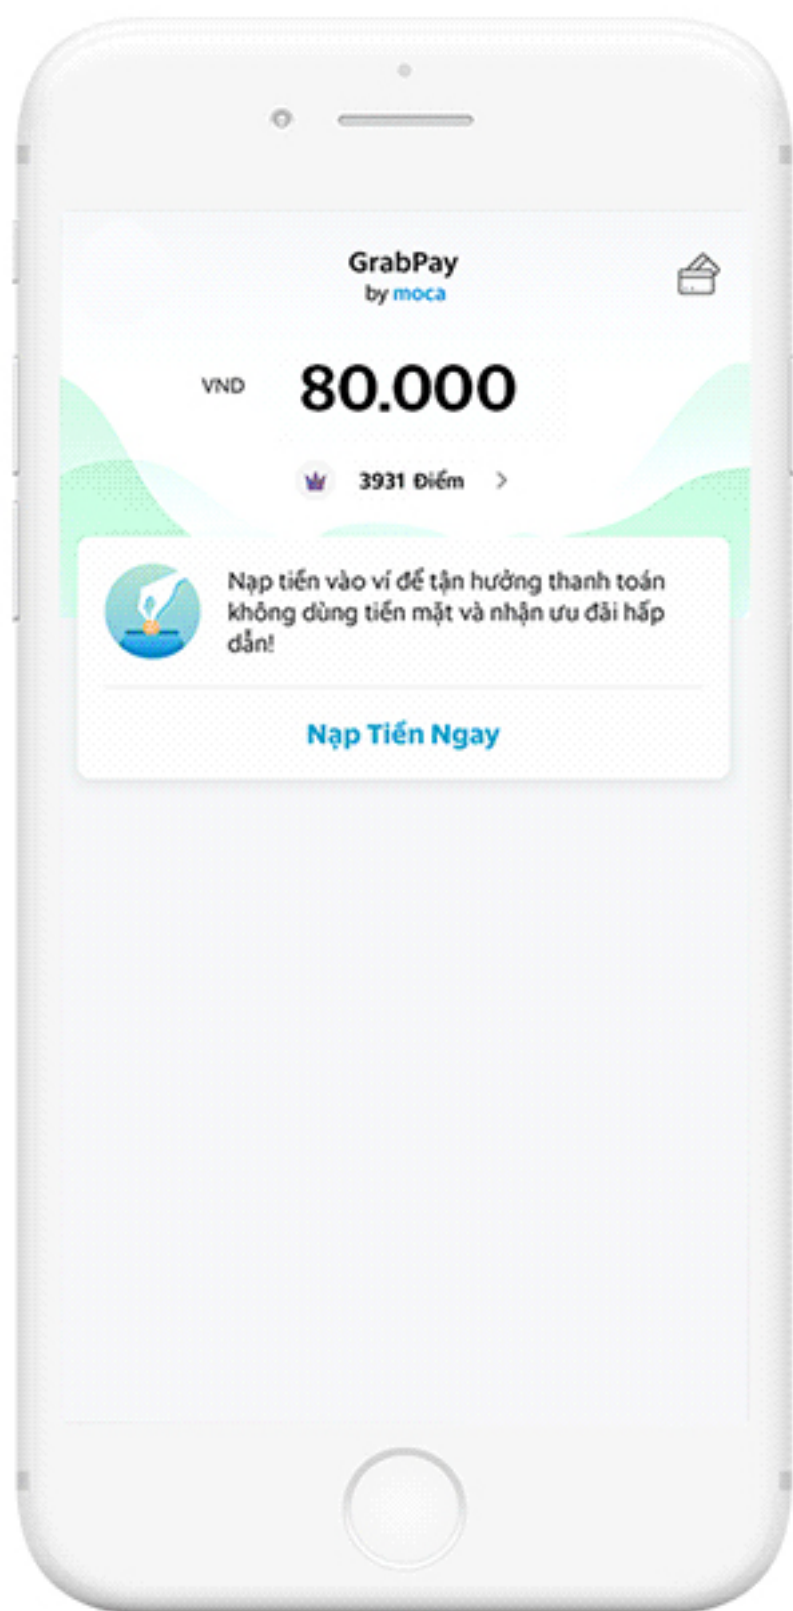 GrabPay
by moca
VND 80.000
3931 Điểm
Nạp tiền vào ví để tận hưởng thanh toán
không dùng tiền mặt và nhận ưu đãi hấp
dẫn!
Nạp Tiền Ngay